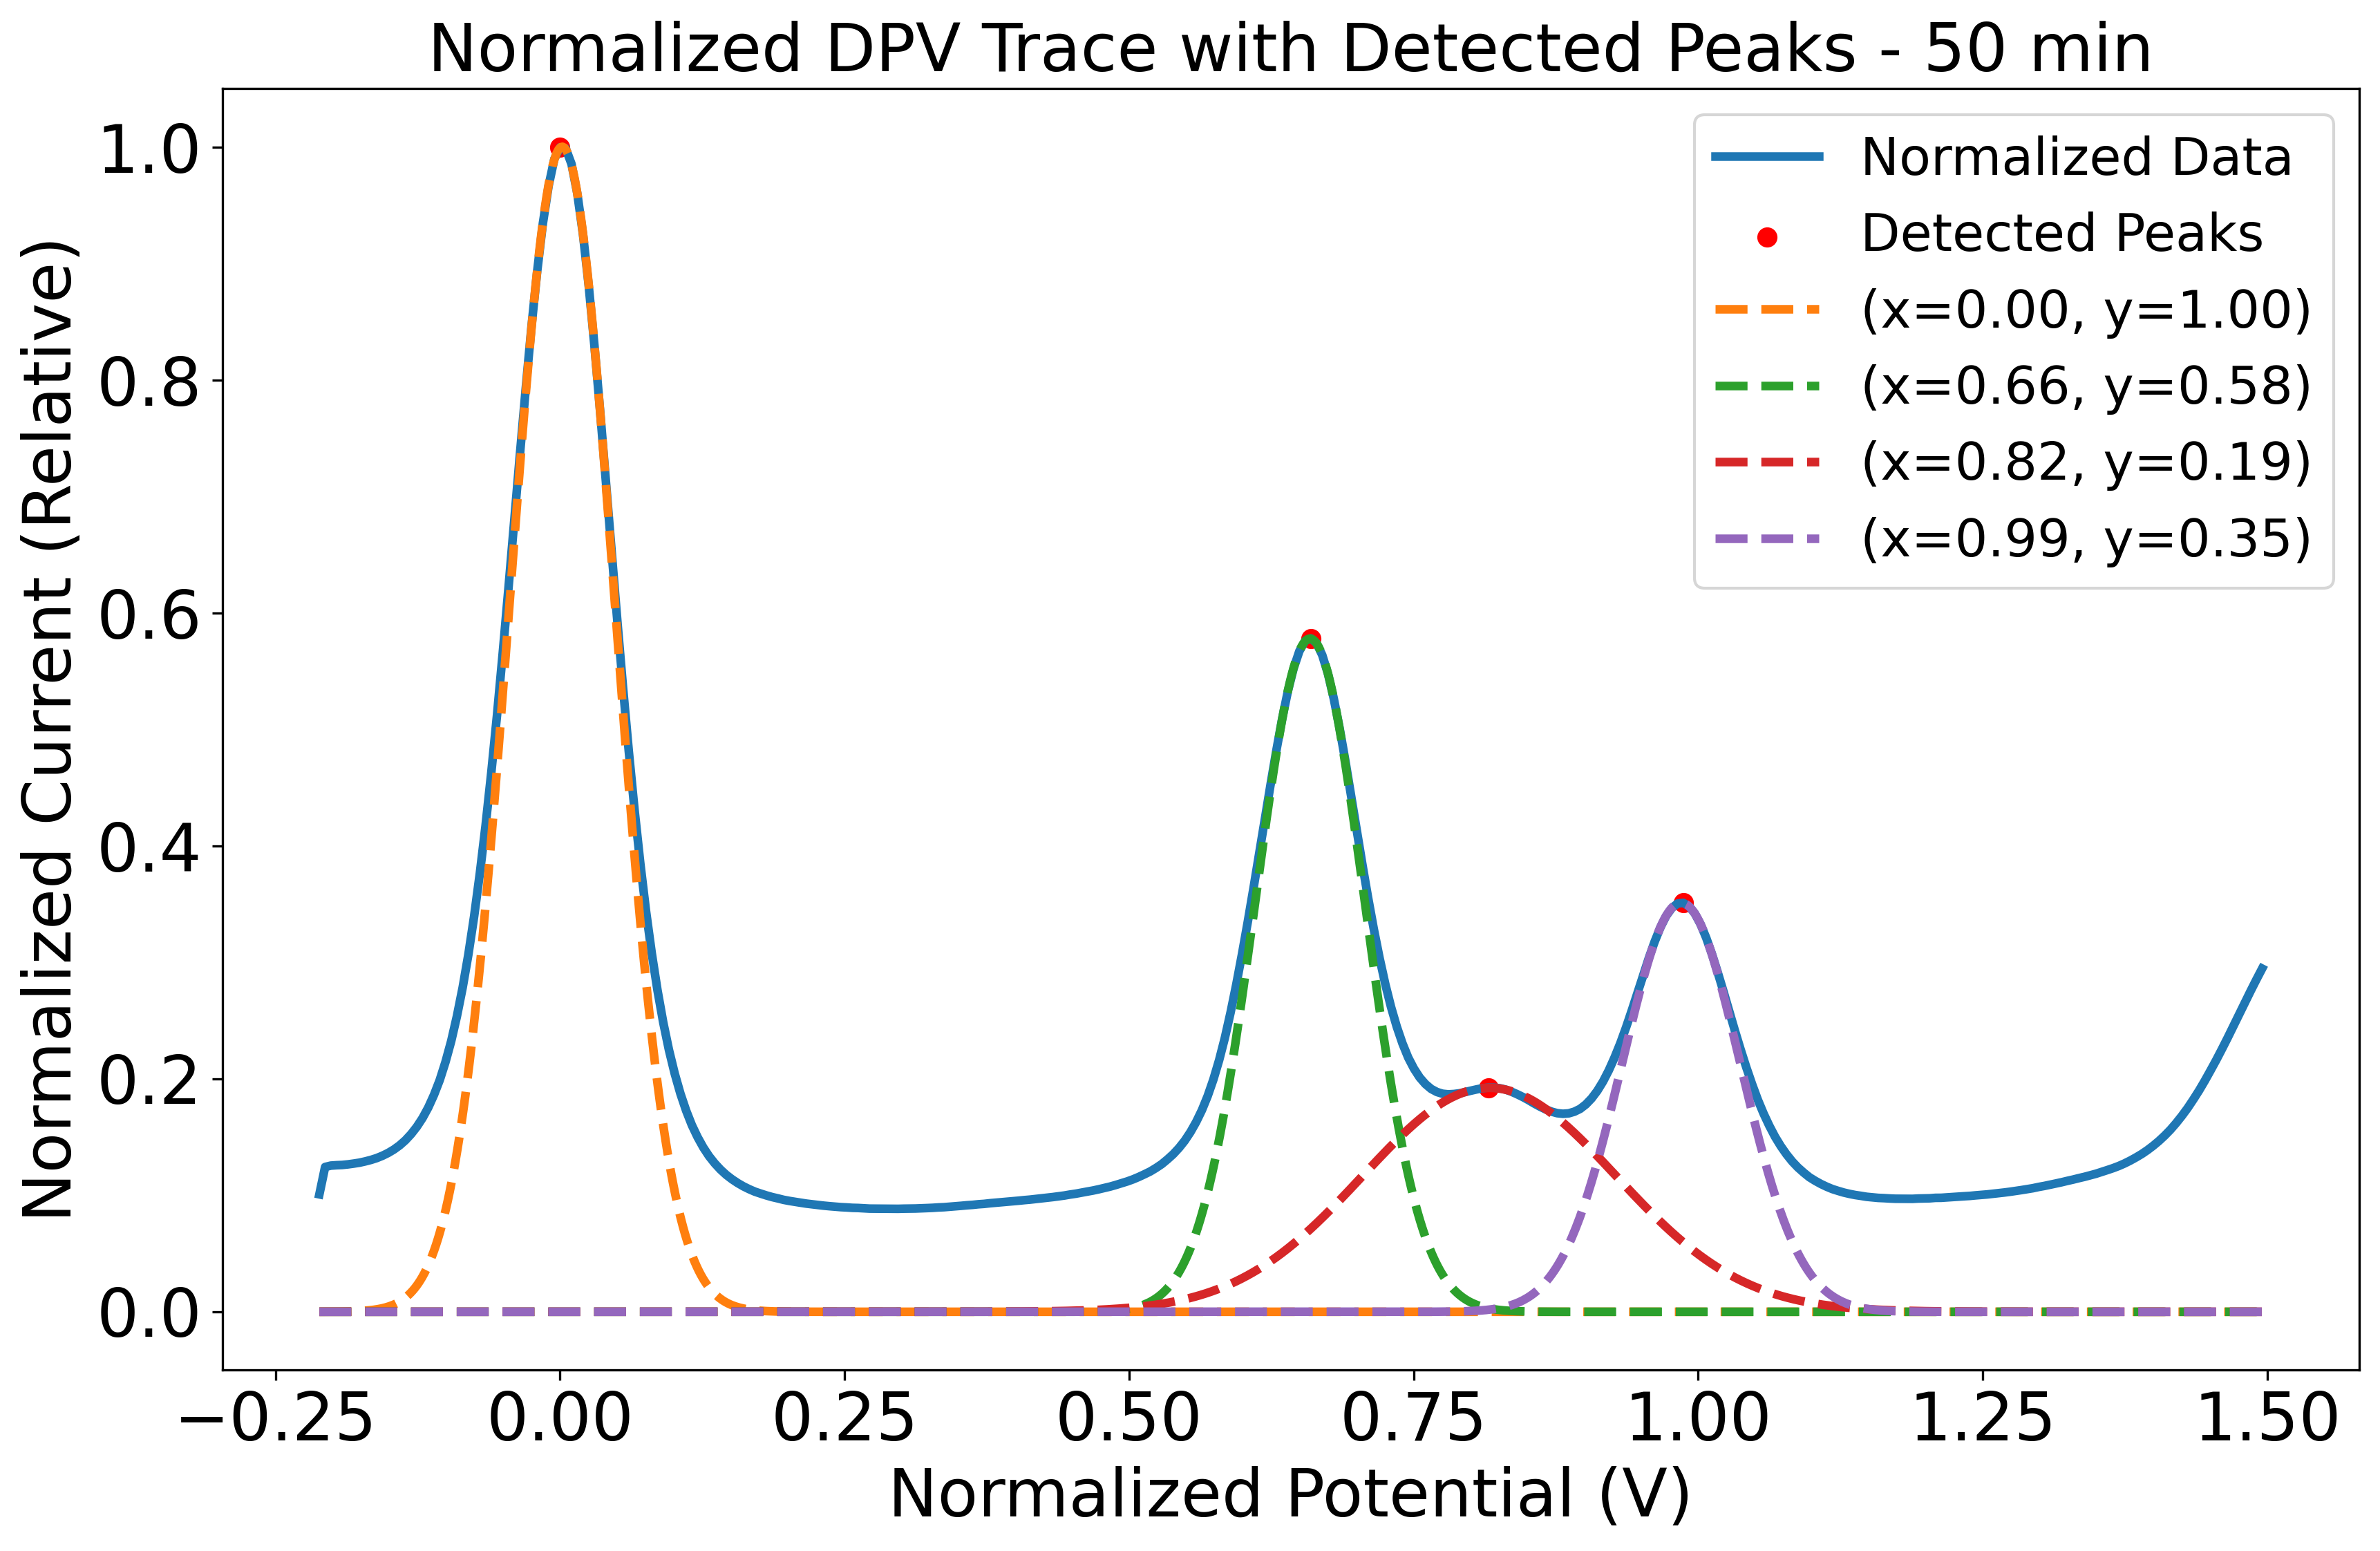 Normalized DPV Trace with Detected Peaks - 50 min
Normalized Current (Relative)
1.0
0.8
0.6
0.4
0.2
0.0
Normalized Data
Detected Peaks
(x=0.00, y=1.00)
(x=0.66, y=0.58)
(x=0.82, y=0.19)
(x=0.99, y=0.35)
−0.25 0.00 0.25 0.50 0.75 1.00 1.25 1.50
Normalized Potential (V)